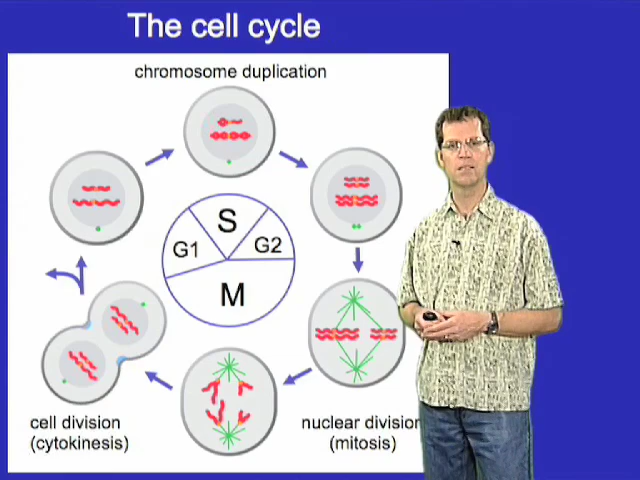 The cell cycle
chromosome duplication
S
G1
G2
M
cell division
(cytokinesis)
nuclear division
(mitosis)